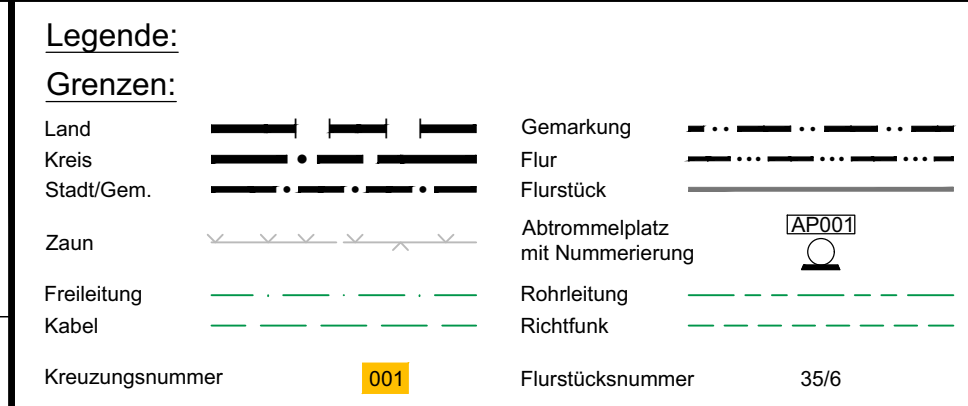 Legende:
Grenzen:
Land
Kreis
Stadt/Gem.
Zaun
Freileitung
Kabel
Kreuzungsnummer 001
Gemarkung
Flur
Flurstück
Abtrommelplatz
mit Nummerierung
AP001
Rohrleitung
Richtfunk
Flurstücksnummer 35/6